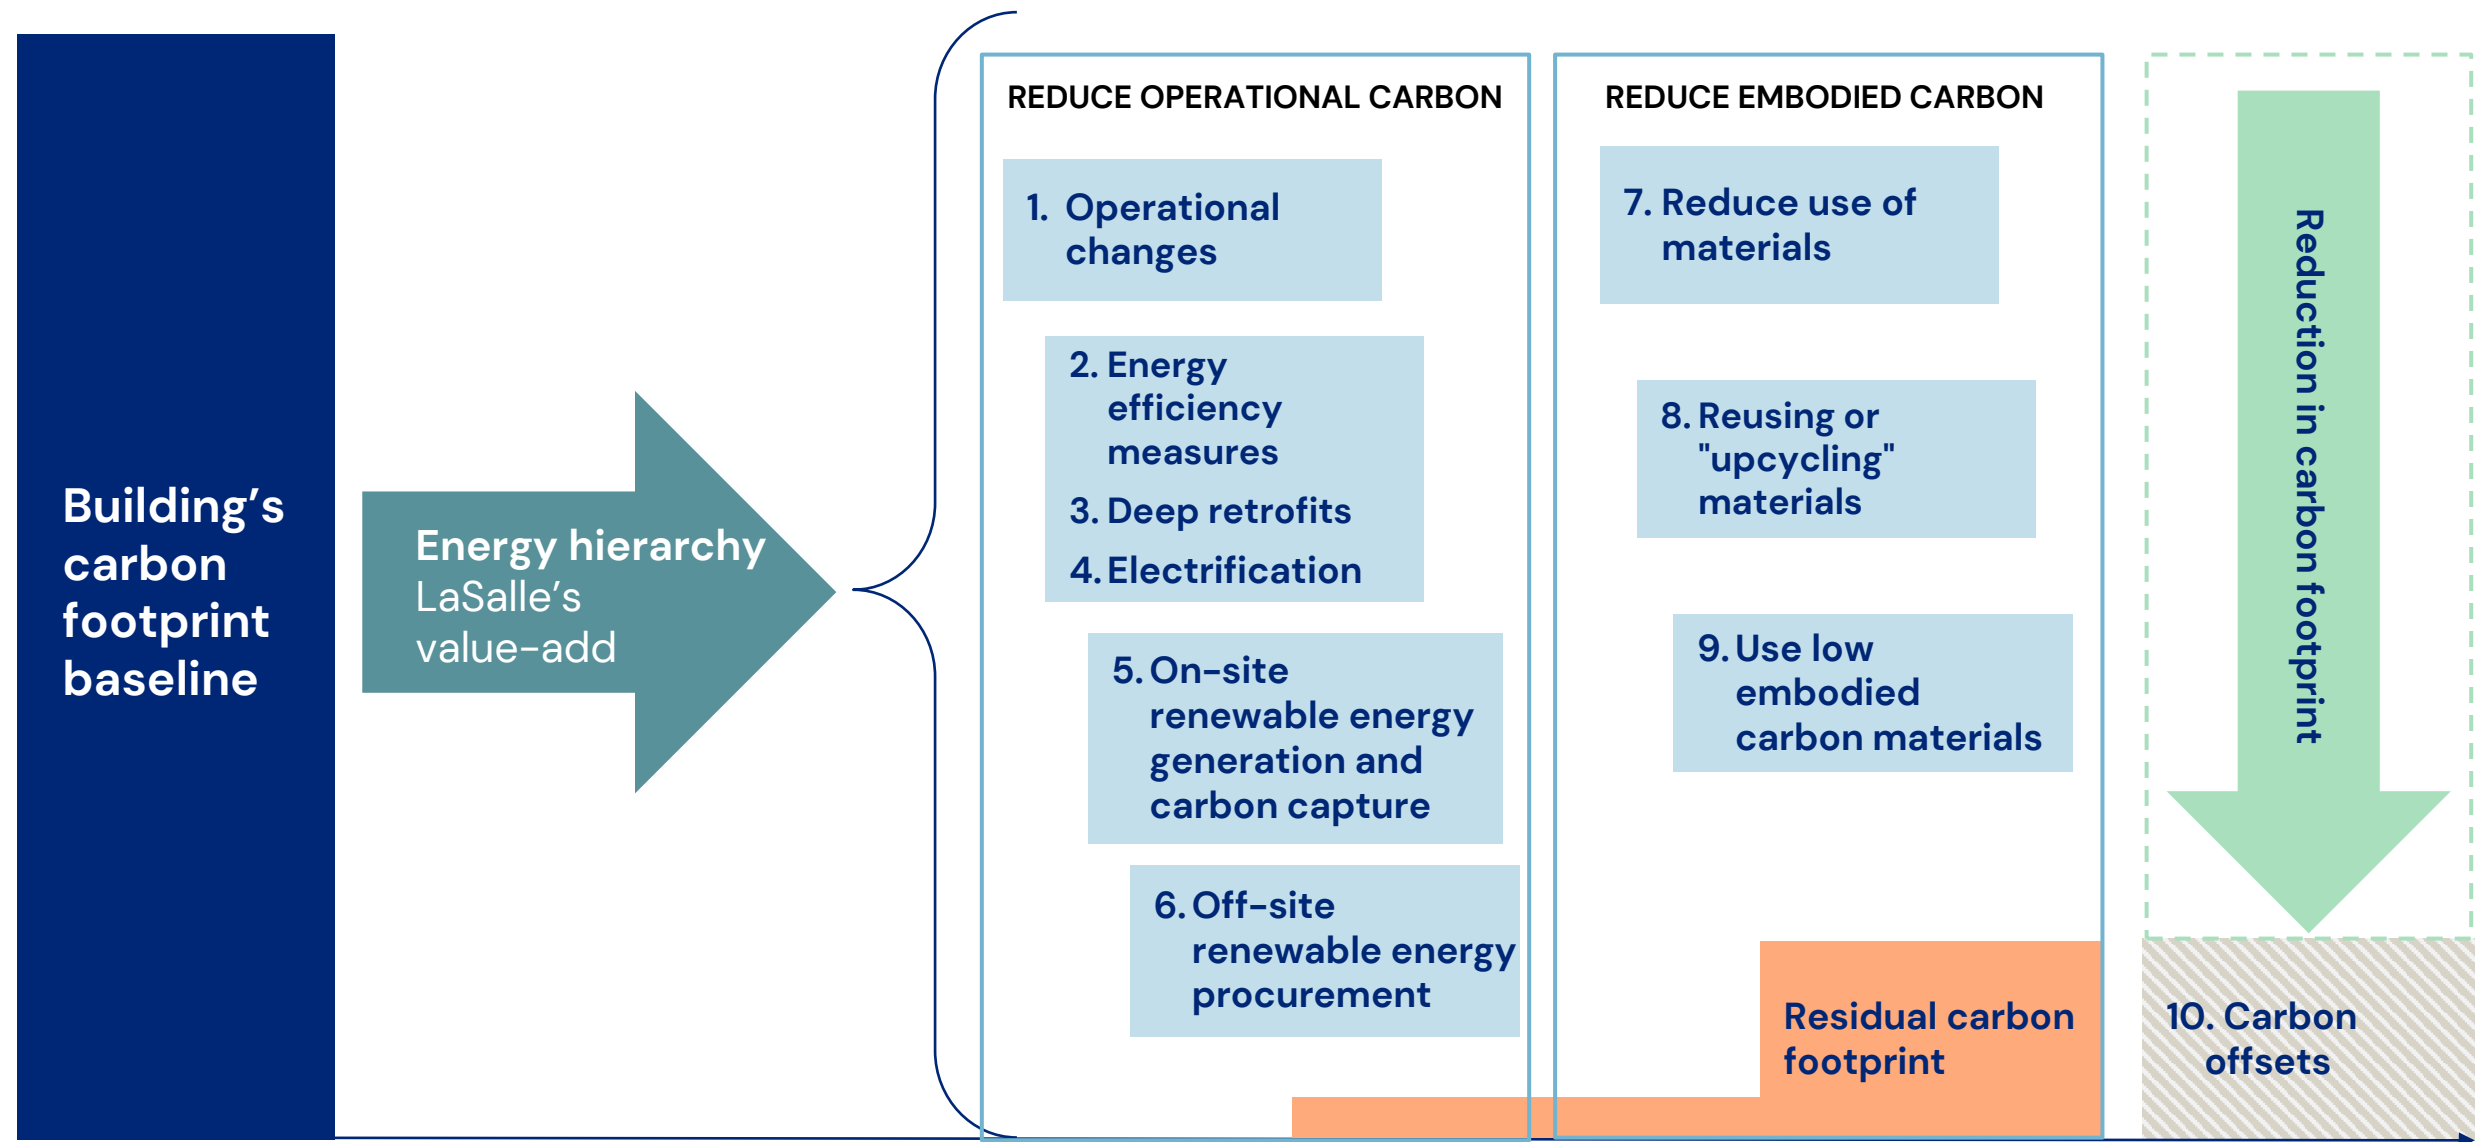 Building’s
carbon
footprint
baseline
Energy hierarchy
LaSalle’s
value-add
REDUCE OPERATIONAL CARBON
1. Operational
changes
2. Energy
efficiency
measures
3. Deep retrofits
4. Electrification
5. On-site
renewable energy
generation and
carbon capture
6. Off-site
renewable energy
procurement
REDUCE EMBODIED CARBON
7. Reduce use of
materials
8. Reusing or
"upcycling"
materials
9. Use low
embodied
carbon materials
Residual carbon
footprint
Reduction in carbon footprint
10. Carbon
offsets